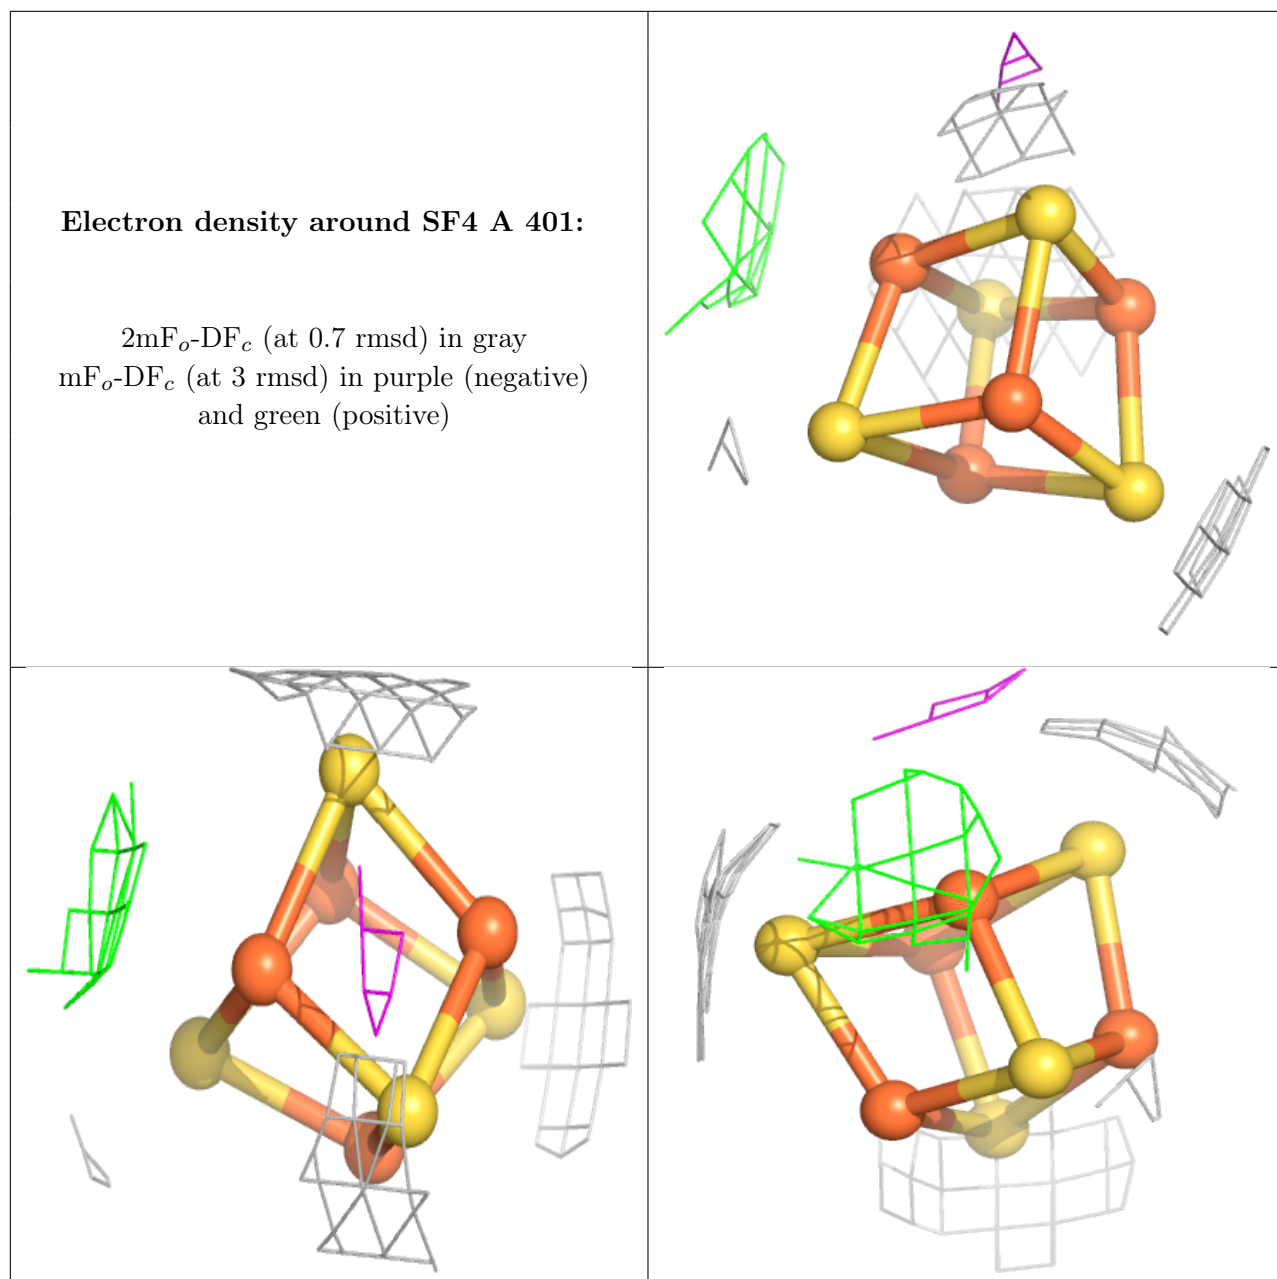 Electron density around SF4 A 401:
2mFo-DFc (at 0.7 rmsd) in gray
mFo-DFc (at 3 rmsd) in purple (negative)
and green (positive)